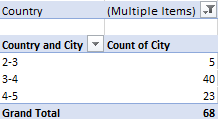 Country (Multiple Items)
Country and City Count of City
2-3 5
3-4 40
4-5 23
Grand Total 68